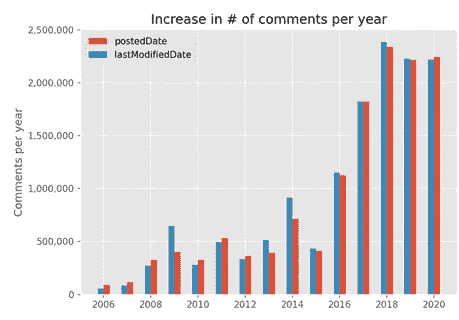 Increase in # of comments per year
postedDate
lastModifiedDate
Comments per year
2,500,000
2,000,000
1,500,000
1,000,000
500,000
0
2006 2008 2010 2012 2014 2016 2018 2020